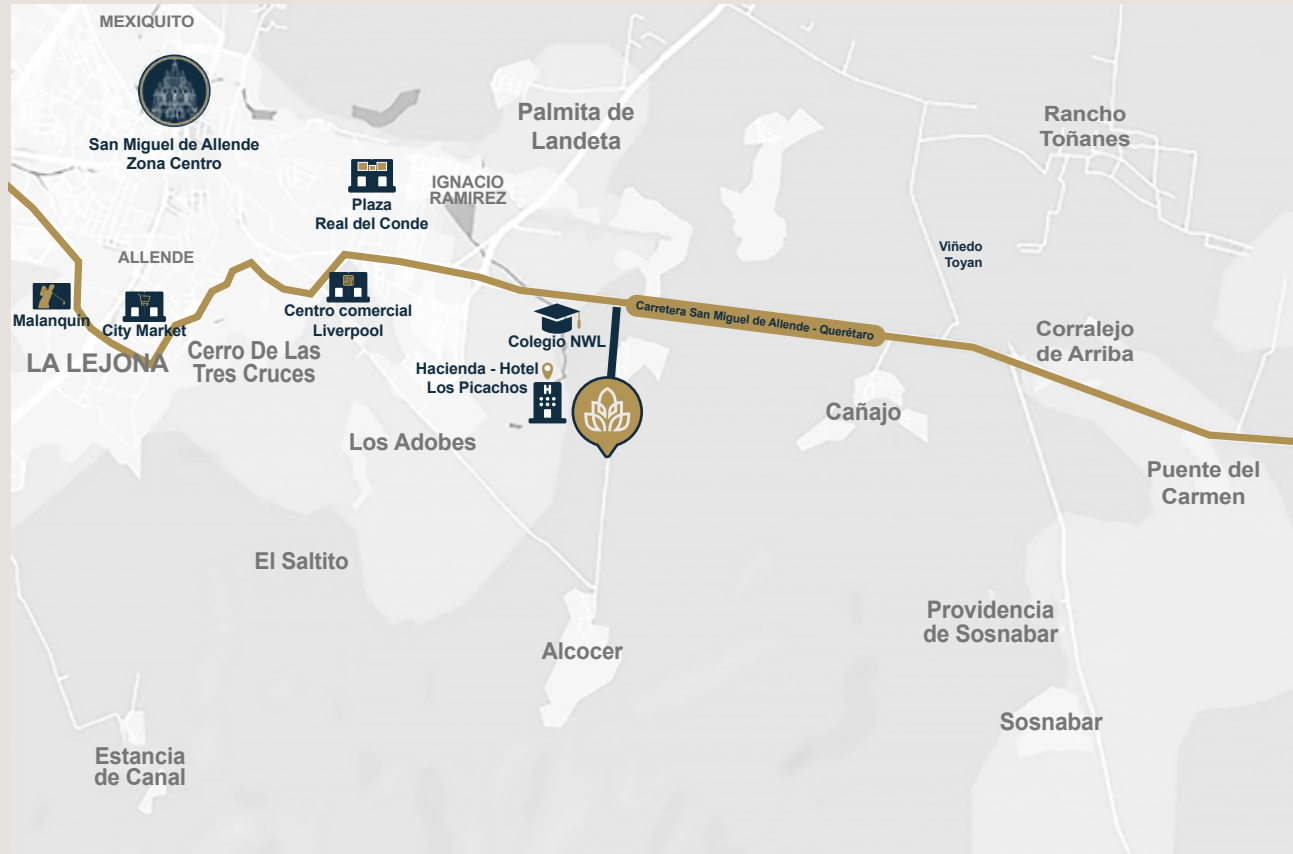 MEXIQUITO
San Miguel de Allende
Zona Centro
Palmita de
Landeta
Rancho
Toñanes
IGNACIO
RAMIREZ
Plaza
Real del Conde
ALLENDE
Viñedo
Toyan
Malanquín
City Market
Centro comercial
Liverpool
Carretera San Miguel de Allende - Querétaro
Colegio NWL
Corralejo
de Arriba
LA LEJONA
Cerro De Las
Tres Cruces
Hacienda - Hotel
Los Picachos
H
Cañajo
Los Adobes
Puente del
Carmen
El Saltito
Providencia
de Sosnabar
Alcocer
Sosnabar
Estancia
de Canal